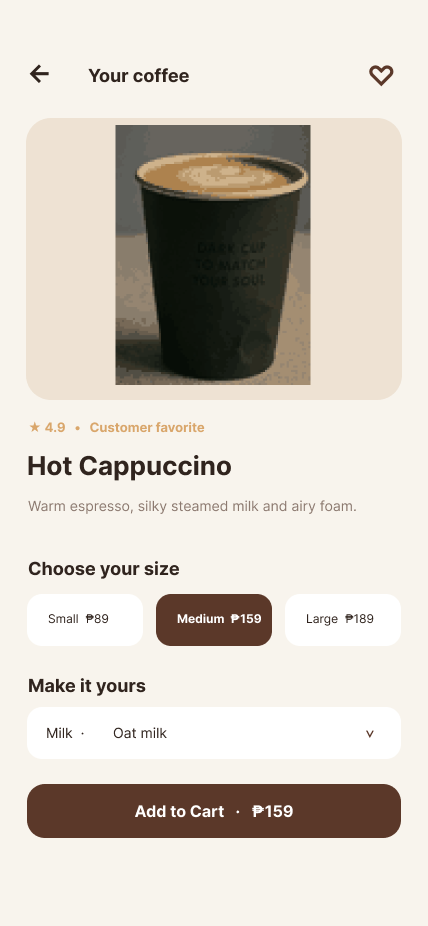 Your coffee
DARK CUP
TO MATCH
YOUR SOUL
★ 4.9 • Customer favorite
Hot Cappuccino
Warm espresso, silky steamed milk and airy foam.
Choose your size
Small ₱89 Medium ₱159 Large ₱189
Make it yours
Milk · Oat milk
Add to Cart · ₱159